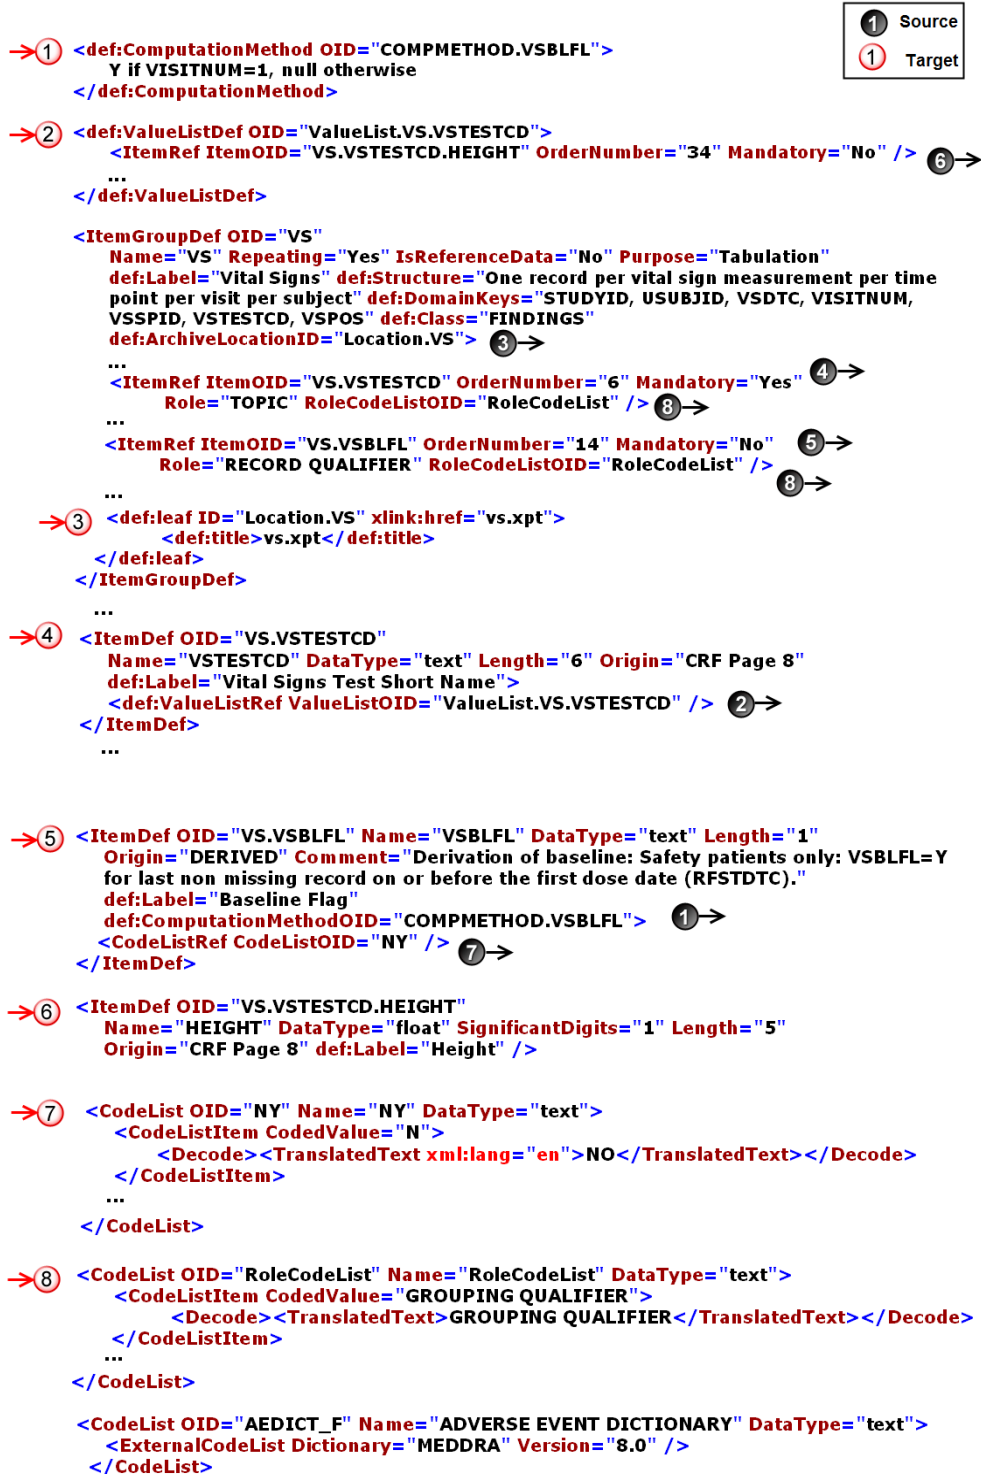 1 Source
1 Target
1 <def:ComputationMethod OID="COMPMETHOD.VSBLFL">
Y if VISITNUM=1, null otherwise
</def:ComputationMethod>
2 <def:ValueListDef OID="ValueList.VS.VSTESTCD">
<ItemRef ItemOID="VS.VSTESTCD.HEIGHT" OrderNumber="34" Mandatory="No" /> 6
...
</def:ValueListDef>
<ItemGroupDef OID="VS"
Name="VS" Repeating="Yes" IsReferenceData="No" Purpose="Tabulation"
def:Label="Vital Signs" def:Structure="One record per vital sign measurement per time
point per visit per subject" def:DomainKeys="STUDYID, USUBJID, VSDTC, VISITNUM,
VSSPID, VSTESTCD, VSPOS" def:Class="FINDINGS"
def:ArchiveLocationID="Location.VS"> 3
...
<ItemRef ItemOID="VS.VSTESTCD" OrderNumber="6" Mandatory="Yes" 4
Role="TOPIC" RoleCodeListOID="RoleCodeList" /> 8
...
<ItemRef ItemOID="VS.VSBLFL" OrderNumber="14" Mandatory="No" 5
Role="RECORD QUALIFIER" RoleCodeListOID="RoleCodeList" />
8
...
3 <def:leaf ID="Location.VS" xlink:href="vs.xpt">
<def:title>vs.xpt</def:title>
</def:leaf>
</ItemGroupDef>
...
4 <ItemDef OID="VS.VSTESTCD"
Name="VSTESTCD" DataType="text" Length="6" Origin="CRF Page 8"
def:Label="Vital Signs Test Short Name">
<def:ValueListRef ValueListOID="ValueList.VS.VSTESTCD" /> 2
</ItemDef>
...
5 <ItemDef OID="VS.VSBLFL" Name="VSBLFL" DataType="text" Length="1"
Origin="DERIVED" Comment="Derivation of baseline: Safety patients only: VSBLFL=Y
for last non missing record on or before the first dose date (RFSTDTC)."
def:Label="Baseline Flag"
def:ComputationMethodOID="COMPMETHOD.VSBLFL"> 1
<CodeListRef CodeListOID="NY" /> 7
</ItemDef>
6 <ItemDef OID="VS.VSTESTCD.HEIGHT"
Name="HEIGHT" DataType="float" SignificantDigits="1" Length="5"
Origin="CRF Page 8" def:Label="Height" />
7 <CodeList OID="NY" Name="NY" DataType="text">
<CodeListItem CodedValue="N">
<Decode><TranslatedText xml:lang="en">NO</TranslatedText></Decode>
</CodeListItem>
...
</CodeList>
8 <CodeList OID="RoleCodeList" Name="RoleCodeList" DataType="text">
<CodeListItem CodedValue="GROUPING QUALIFIER">
<Decode><TranslatedText>GROUPING QUALIFIER</TranslatedText></Decode>
</CodeListItem>
...
</CodeList>
<CodeList OID="AEDICT_F" Name="ADVERSE EVENT DICTIONARY" DataType="text">
<ExternalCodeList Dictionary="MEDDRA" Version="8.0" />
</CodeList>